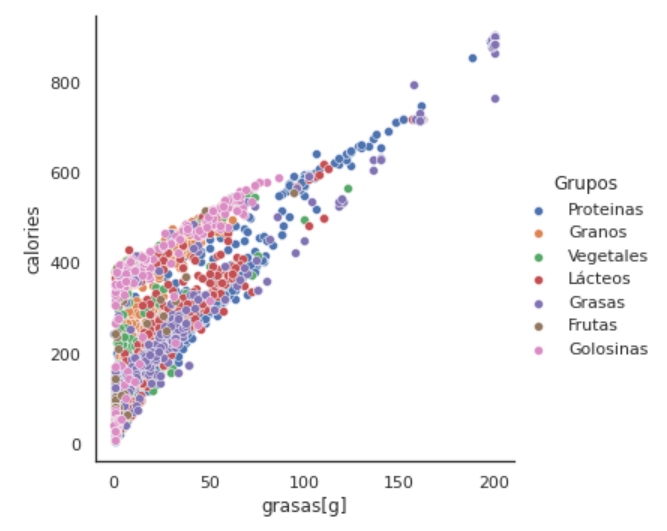 800
600
400
200
0
calories
0 50 100 150 200
grasas[g]
Grupos
Proteinas
Granos
Vegetales
Lácteos
Grasas
Frutas
Golosinas